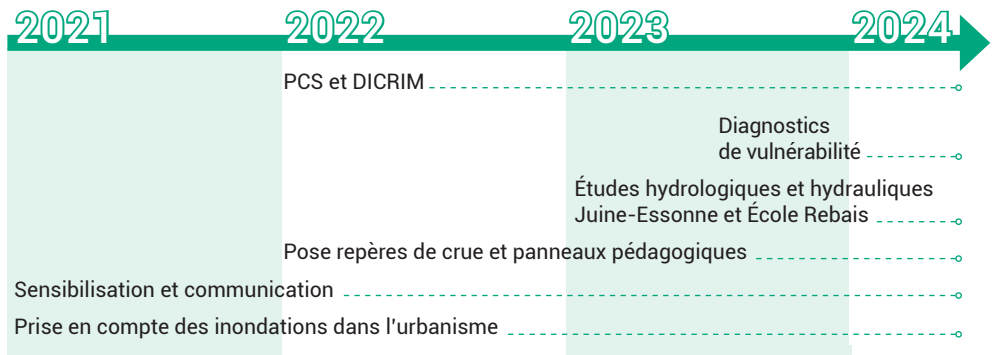 2021 2022 2023 2024
PCS et DICRIM
Diagnostics
de vulnérabilité
Études hydrologiques et hydrauliques
Juine-Essonne et École Rebais
Pose repères de crue et panneaux pédagogiques
Sensibilisation et communication
Prise en compte des inondations dans l'urbanisme